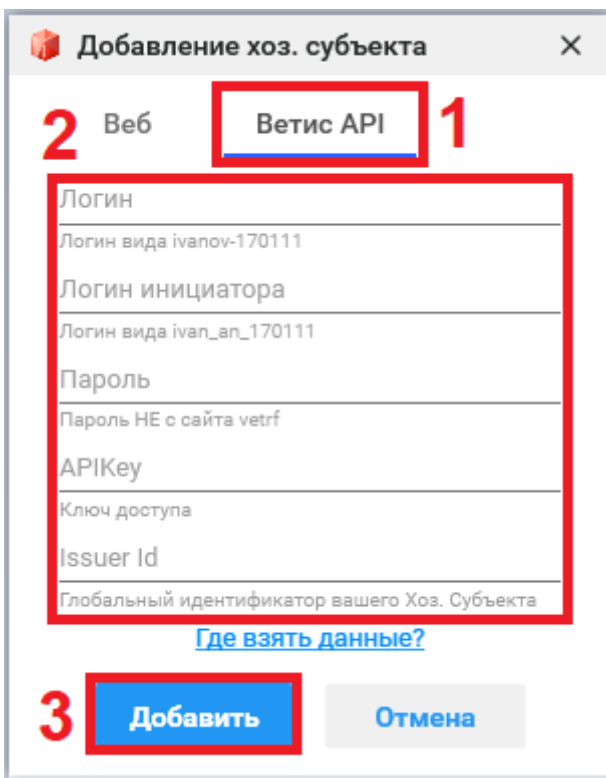 Добавление хоз. субъекта
2 Веб Ветис API 1
Логин
Логин вида ivanov-170111
Логин инициатора
Логин вида ivan_an_170111
Пароль
Пароль НЕ с сайта vetrf
APIKey
Ключ доступа
Issuer Id
Глобальный идентификатор вашего Хоз. Субъекта
Где взять данные?
3 Добавить Отмена